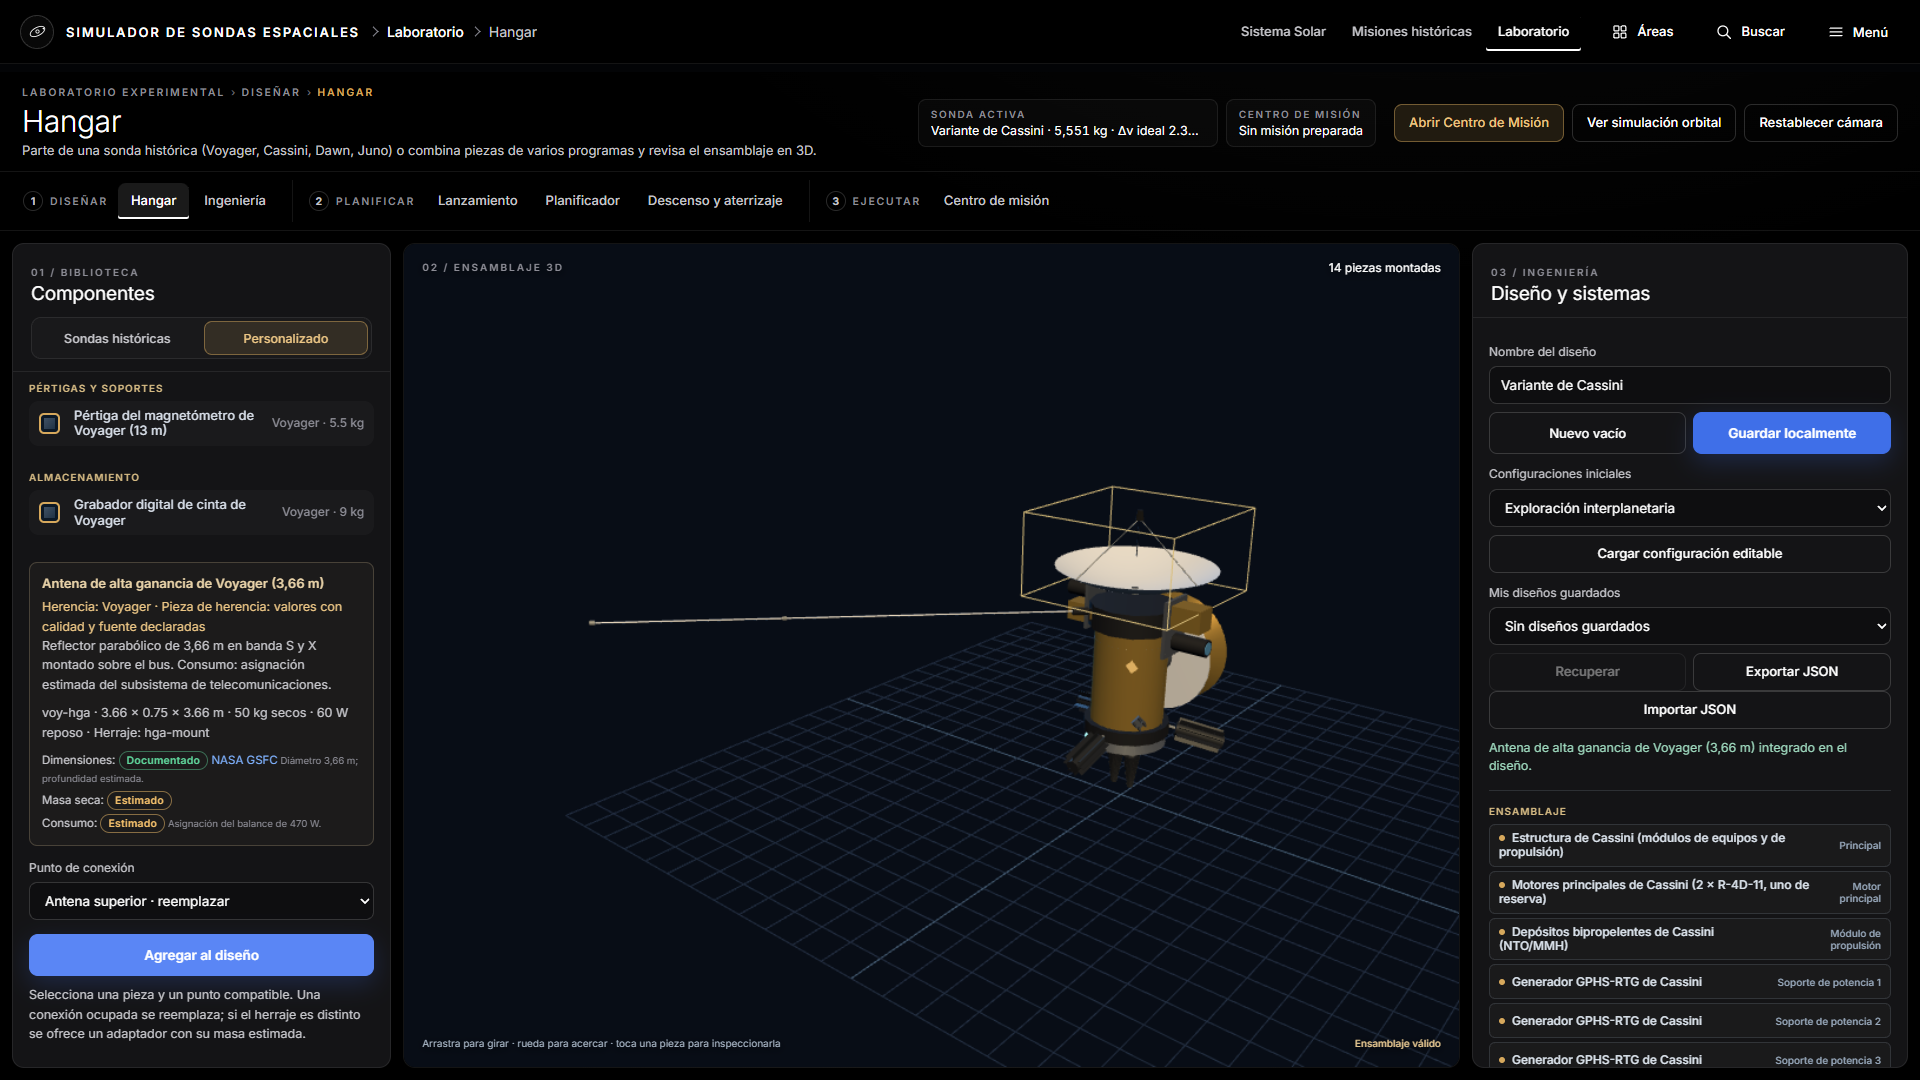 SIMULADOR DE SONDAS ESPACIALES > Laboratorio > Hangar
Sistema Solar
Misiones históricas
Laboratorio
Áreas
Buscar
Menú
LABORATORIO EXPERIMENTAL › DISEÑAR › HANGAR
Hangar
Parte de una sonda histórica (Voyager, Cassini, Dawn, Juno) o combina piezas de varios programas y revisa el ensamblaje en 3D.
SONDA ACTIVA
Variante de Cassini · 5,551 kg · Δv ideal 2.3...
CENTRO DE MISIÓN
Sin misión preparada
Abrir Centro de Misión
Ver simulación orbital
Restablecer cámara
1 DISEÑAR
Hangar
Ingeniería
2 PLANIFICAR
Lanzamiento
Planificador
Descenso y aterrizaje
3 EJECUTAR
Centro de misión
01 / BIBLIOTECA
Componentes
Sondas históricas
Personalizado
PÉRTIGAS Y SOPORTES
Pértiga del magnetómetro de
Voyager (13 m)
Voyager · 5.5 kg
ALMACENAMIENTO
Grabador digital de cinta de
Voyager
Voyager · 9 kg
Antena de alta ganancia de Voyager (3,66 m)
Herencia: Voyager · Pieza de herencia: valores con
calidad y fuente declaradas
Reflector parabólico de 3,66 m en banda S y X
montado sobre el bus. Consumo: asignación
estimada del subsistema de telecomunicaciones.
voy-hga · 3.66 × 0.75 × 3.66 m · 50 kg secos · 60 W
reposo · Herraje: hga-mount
Dimensiones: Documentado NASA GSFC Diámetro 3,66 m;
profundidad estimada.
Masa seca: Estimado
Consumo: Estimado Asignación del balance de 470 W.
Punto de conexión
Antena superior · reemplazar
Agregar al diseño
Selecciona una pieza y un punto compatible. Una
conexión ocupada se reemplaza; si el herraje es distinto
se ofrece un adaptador con su masa estimada.
02 / ENSAMBLAJE 3D
14 piezas montadas
Arrastra para girar · rueda para acercar · toca una pieza para inspeccionarla
Ensamblaje válido
03 / INGENIERÍA
Diseño y sistemas
Nombre del diseño
Variante de Cassini
Nuevo vacío
Guardar localmente
Configuraciones iniciales
Exploración interplanetaria
Cargar configuración editable
Mis diseños guardados
Sin diseños guardados
Recuperar
Exportar JSON
Importar JSON
Antena de alta ganancia de Voyager (3,66 m) integrado en el
diseño.
ENSAMBLAJE
Estructura de Cassini (módulos de equipos y de
propulsión)
Principal
Motores principales de Cassini (2 × R-4D-11, uno de
reserva)
Motor
principal
Depósitos bipropelentes de Cassini
(NTO/MMH)
Módulo de
propulsión
Generador GPHS-RTG de Cassini
Soporte de potencia 1
Generador GPHS-RTG de Cassini
Soporte de potencia 2
Generador GPHS-RTG de Cassini
Soporte de potencia 3